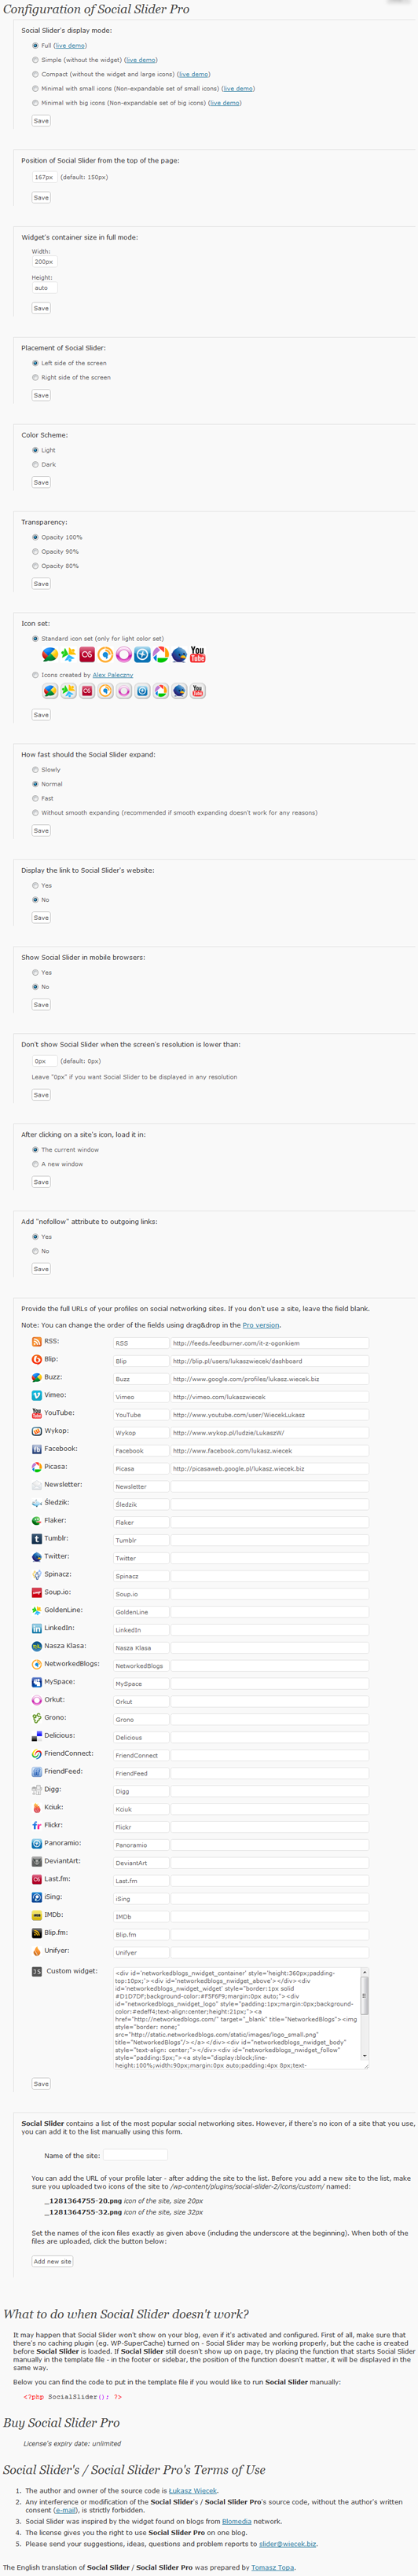 Configuration of Social Slider Pro
Social Slider's display mode:
Full (live demo)
Simple (without the widget) (live demo)
Compact (without the widget and large icons) (live demo)
Minimal with small icons (Non-expandable set of small icons) (live demo)
Minimal with big icons (Non-expandable set of big icons) (live demo)
Save
Position of Social Slider from the top of the page:
167px (default: 150px)
Save
Widget's container size in full mode:
Width:
200px
Height:
auto
Save
Placement of Social Slider:
Left side of the screen
Right side of the screen
Save
Color Scheme:
Light
Dark
Save
Transparency:
Opacity 100%
Opacity 90%
Opacity 80%
Save
Icon set:
Standard icon set (only for light color set)
You Tube
Icons created by Alex Paleczny
Save
How fast should the Social Slider expand:
Slowly
Normal
Fast
Without smooth expanding (recommended if smooth expanding doesn't work for any reasons)
Save
Display the link to Social Slider's website:
Yes
No
Save
Show Social Slider in mobile browsers:
Yes
No
Save
Don't show Social Slider when the screen's resolution is lower than:
0px (default: 0px)
Leave "0px" if you want Social Slider to be displayed in any resolution
Save
After clicking on a site's icon, load it in:
The current window
A new window
Save
Add "nofollow" attribute to outgoing links:
Yes
No
Save
Provide the full URLs of your profiles on social networking sites. If you don't use a site, leave the field blank.
Note: You can change the order of the fields using drag&drop in the Pro version.
RSS: RSS http://feeds.feedburner.com/it-z-ogonkiem
Blip: Blip http://blip.pl/users/lukaszwiecek/dashboard
Buzz: Buzz http://www.google.com/profiles/lukasz.wiecek.biz
Vimeo: Vimeo http://vimeo.com/lukaszwiecek
YouTube: YouTube http://www.youtube.com/user/WiecekLukasz
Wykop: Wykop http://www.wykop.pl/ludzie/LukaszW/
Facebook: Facebook http://www.facebook.com/lukasz.wiecek
Picasa: Picasa http://picasaweb.google.pl/lukasz.wiecek.biz
Newsletter: Newsletter
Śledzik: Śledzik
Flaker: Flaker
Tumblr: Tumblr
Twitter: Twitter
Spinacz: Spinacz
Soup.io: Soup.io
GoldenLine: GoldenLine
LinkedIn: LinkedIn
Nasza Klasa: Nasza Klasa
NetworkedBlogs: NetworkedBlogs
MySpace: MySpace
Orkut: Orkut
Grono: Grono
Delicious: Delicious
FriendConnect: FriendConnect
FriendFeed: FriendFeed
Digg: Digg
Kciuk: Kciuk
Flickr: Flickr
Panoramio: Panoramio
DeviantArt: DeviantArt
Last.fm: Last.fm
iSing: iSing
IMDb: IMDb
Blip.fm: Blip.fm
Unifyer: Unifyer
Custom widget: <div id='networkedblogs_nwidget_container' style='height:360px;padding-
top:10px;'><div id='networkedblogs_nwidget_above'></div><div
id='networkedblogs_nwidget_widget' style="border:1px solid
#D1D7DF;background-color:#F5F6F9;margin:0px auto;"><div
id="networkedblogs_nwidget_logo" style="padding:1px;margin:0px;background-
color:#edeff4;text-align:center;height:21px;"><a
href="http://networkedblogs.com/" target="_blank" title="NetworkedBlogs"><img
style="border: none;"
src="http://static.networkedblogs.com/static/images/logo_small.png"
title="NetworkedBlogs"/></a></div><div id="networkedblogs_nwidget_body"
style="text-align: center;"></div><div id="networkedblogs_nwidget_follow"
style="padding:5px;"><a style="display:block;line-
height:100%;width:90px;margin:0px auto;padding:4px 8px;text-
Save
Social Slider contains a list of the most popular social networking sites. However, if there's no icon of a site that you use,
you can add it to the list manually using this form.
Name of the site:
You can add the URL of your profile later - after adding the site to the list. Before you add a new site to the list, make
sure you uploaded two icons of the site to /wp-content/plugins/social-slider-2/icons/custom/ named:
_1281364755-20.png icon of the site, size 20px
_1281364755-32.png icon of the site, size 32px
Set the names of the icon files exactly as given above (including the underscore at the beginning). When both of the
files are uploaded, click the button below:
Add new site
What to do when Social Slider doesn't work?
It may happen that Social Slider won't show on your blog, even if it's activated and configured. First of all, make sure that
there's no caching plugin (eg. WP-SuperCache) turned on - Social Slider may be working properly, but the cache is created
before Social Slider is loaded. If Social Slider still doesn't show up on page, try placing the function that starts Social Slider
manually in the template file - in the footer or sidebar, the position of the function doesn't matter, it will be displayed in the
same way.
Below you can find the code to put in the template file if you would like to run Social Slider manually:
<?php SocialSlider(); ?>
Buy Social Slider Pro
License's expiry date: unlimited
Social Slider's / Social Slider Pro's Terms of Use
1. The author and owner of the source code is Łukasz Więcek.
2. Any interference or modification of the Social Slider's / Social Slider Pro's source code, without the author's written
consent (e-mail), is strictly forbidden.
3. Social Slider was inspired by the widget found on blogs from Blomedia network.
4. The license gives you the right to use Social Slider Pro on one blog.
5. Please send your suggestions, ideas, questions and problem reports to slider@wiecek.biz.
The English translation of Social Slider / Social Slider Pro was prepared by Tomasz Topa.